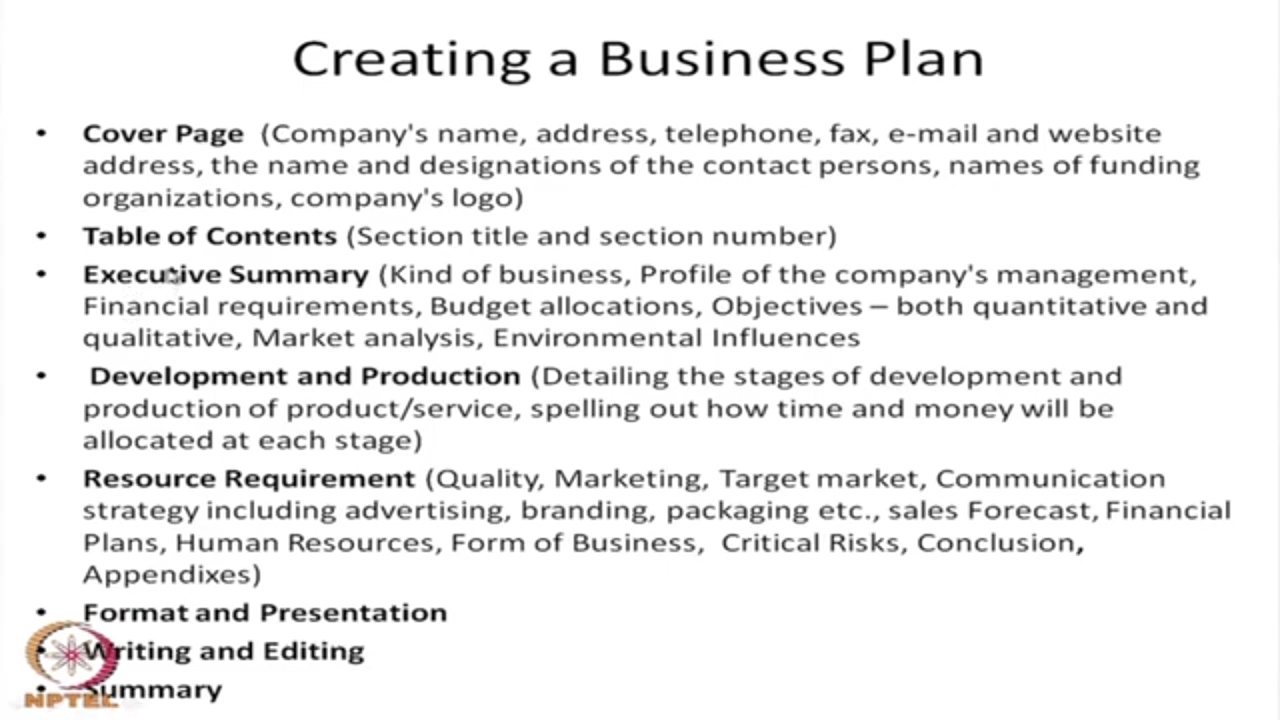 Creating a Business Plan
• Cover Page (Company's name, address, telephone, fax, e-mail and website
address, the name and designations of the contact persons, names of funding
organizations, company's logo)
• Table of Contents (Section title and section number)
• Executive Summary (Kind of business, Profile of the company's management,
Financial requirements, Budget allocations, Objectives – both quantitative and
qualitative, Market analysis, Environmental Influences
• Development and Production (Detailing the stages of development and
production of product/service, spelling out how time and money will be
allocated at each stage)
• Resource Requirement (Quality, Marketing, Target market, Communication
strategy including advertising, branding, packaging etc., sales Forecast, Financial
Plans, Human Resources, Form of Business, Critical Risks, Conclusion,
Appendixes)
• Format and Presentation
• Writing and Editing
• Summary
NPTEL